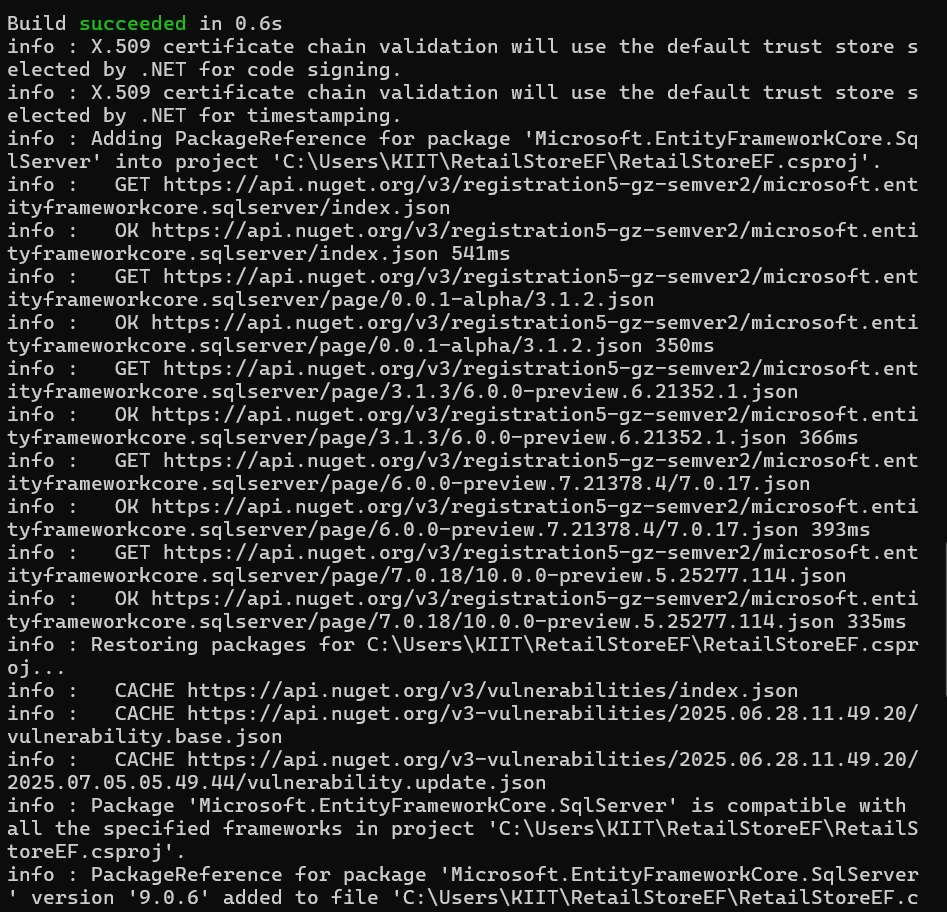 Build succeeded in 0.6s
info : X.509 certificate chain validation will use the default trust store s
elected by .NET for code signing.
info : X.509 certificate chain validation will use the default trust store s
elected by .NET for timestamping.
info : Adding PackageReference for package 'Microsoft.EntityFrameworkCore.Sq
lServer' into project 'C:\Users\KIIT\RetailStoreEF\RetailStoreEF.csproj'.
info :   GET https://api.nuget.org/v3/registration5-gz-semver2/microsoft.ent
ityframeworkcore.sqlserver/index.json
info :   OK https://api.nuget.org/v3/registration5-gz-semver2/microsoft.enti
tyframeworkcore.sqlserver/index.json 541ms
info :   GET https://api.nuget.org/v3/registration5-gz-semver2/microsoft.ent
ityframeworkcore.sqlserver/page/0.0.1-alpha/3.1.2.json
info :   OK https://api.nuget.org/v3/registration5-gz-semver2/microsoft.enti
tyframeworkcore.sqlserver/page/0.0.1-alpha/3.1.2.json 350ms
info :   GET https://api.nuget.org/v3/registration5-gz-semver2/microsoft.ent
ityframeworkcore.sqlserver/page/3.1.3/6.0.0-preview.6.21352.1.json
info :   OK https://api.nuget.org/v3/registration5-gz-semver2/microsoft.enti
tyframeworkcore.sqlserver/page/3.1.3/6.0.0-preview.6.21352.1.json 366ms
info :   GET https://api.nuget.org/v3/registration5-gz-semver2/microsoft.ent
ityframeworkcore.sqlserver/page/6.0.0-preview.7.21378.4/7.0.17.json
info :   OK https://api.nuget.org/v3/registration5-gz-semver2/microsoft.enti
tyframeworkcore.sqlserver/page/6.0.0-preview.7.21378.4/7.0.17.json 393ms
info :   GET https://api.nuget.org/v3/registration5-gz-semver2/microsoft.ent
ityframeworkcore.sqlserver/page/7.0.18/10.0.0-preview.5.25277.114.json
info :   OK https://api.nuget.org/v3/registration5-gz-semver2/microsoft.enti
tyframeworkcore.sqlserver/page/7.0.18/10.0.0-preview.5.25277.114.json 335ms
info : Restoring packages for C:\Users\KIIT\RetailStoreEF\RetailStoreEF.cspr
oj...
info :   CACHE https://api.nuget.org/v3/vulnerabilities/index.json
info :   CACHE https://api.nuget.org/v3-vulnerabilities/2025.06.28.11.49.20/
vulnerability.base.json
info :   CACHE https://api.nuget.org/v3-vulnerabilities/2025.06.28.11.49.20/
2025.07.05.05.49.44/vulnerability.update.json
info : Package 'Microsoft.EntityFrameworkCore.SqlServer' is compatible with
all the specified frameworks in project 'C:\Users\KIIT\RetailStoreEF\RetailS
toreEF.csproj'.
info : PackageReference for package 'Microsoft.EntityFrameworkCore.SqlServer
' version '9.0.6' added to file 'C:\Users\KIIT\RetailStoreEF\RetailStoreEF.c